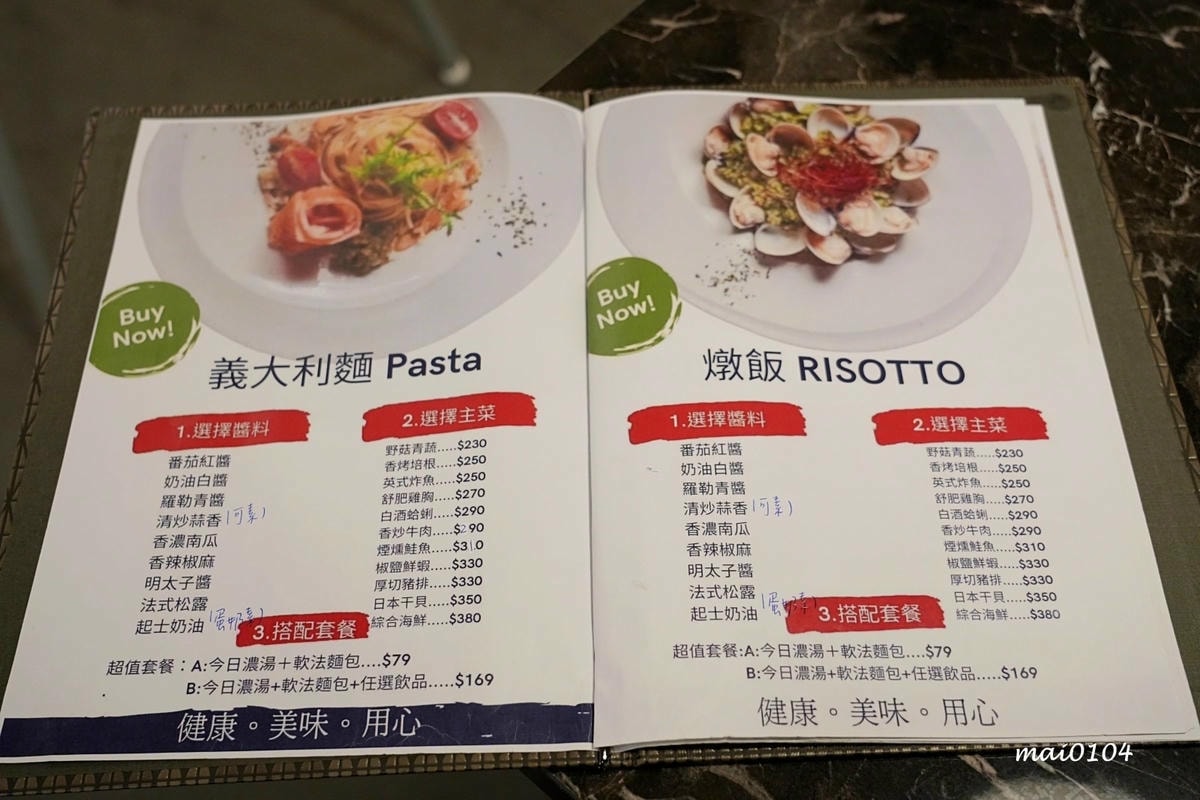 Buy
Now!
義大利麵 Pasta
1.選擇醬料
番茄紅醬
奶油白醬
羅勒青醬
清炒蒜香 (可素)
香濃南瓜
香辣椒麻
明太子醬
法式松露
起士奶油 (蛋奶素)
2.選擇主菜
野菇青蔬....$230
香烤培根....$250
英式炸魚....$250
舒肥雞胸....$270
白酒蛤蜊....$290
香炒牛肉....$290
煙燻鮭魚....$310
椒鹽鮮蝦....$330
厚切豬排....$330
日本干貝....$350
綜合海鮮....$380
3.搭配套餐
超值套餐：A:今日濃湯＋軟法麵包....$79
B:今日濃湯+軟法麵包+任選飲品.....$169
健康。美味。用心
Buy
Now!
燉飯 RISOTTO
1.選擇醬料
番茄紅醬
奶油白醬
羅勒青醬
清炒蒜香 (可素)
香濃南瓜
香辣椒麻
明太子醬
法式松露
起士奶油 (蛋奶素)
2.選擇主菜
野菇青蔬.....$230
香烤培根....$250
英式炸魚....$250
舒肥雞胸....$270
白酒蛤蜊....$290
香炒牛肉....$290
煙燻鮭魚....$310
椒鹽鮮蝦....$330
厚切豬排....$330
日本干貝....$350
綜合海鮮....$380
3.搭配套餐
超值套餐:A:今日濃湯＋軟法麵包....$79
B:今日濃湯+軟法麵包+任選飲品.....$169
健康。美味。用心
mai0104